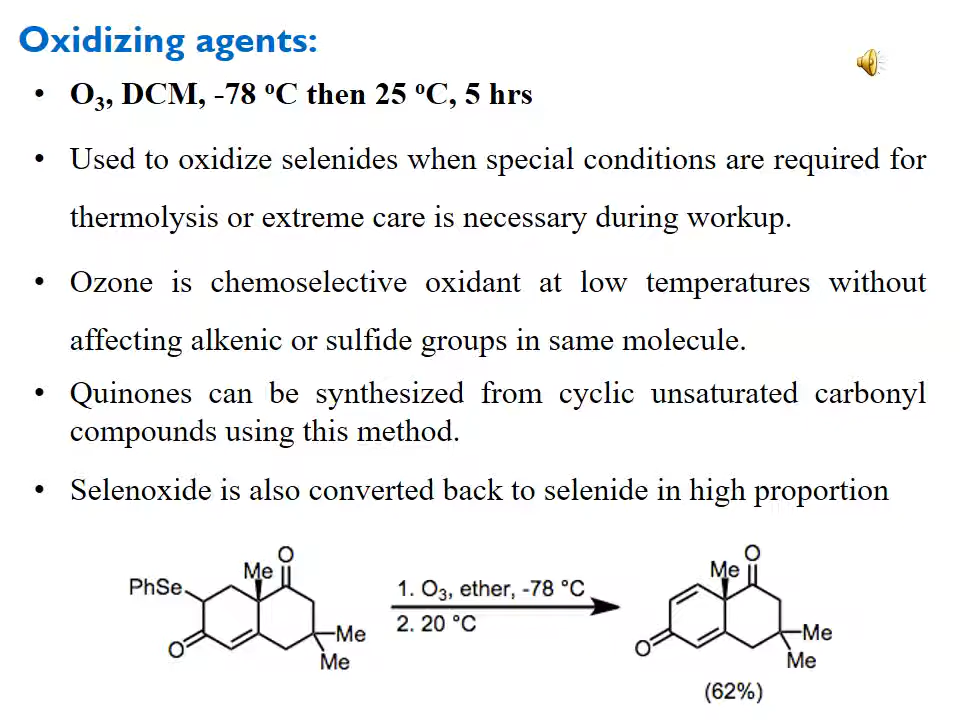 Oxidizing agents:
• O₃, DCM, -78 ºC then 25 ºC, 5 hrs
• Used to oxidize selenides when special conditions are required for
thermolysis or extreme care is necessary during workup.
• Ozone is chemoselective oxidant at low temperatures without
affecting alkenic or sulfide groups in same molecule.
• Quinones can be synthesized from cyclic unsaturated carbonyl
compounds using this method.
• Selenoxide is also converted back to selenide in high proportion
O
Me
PhSe
O
Me
Me
1. O₃, ether, -78 °C
2. 20 °C
O
Me
O
Me
Me
(62%)